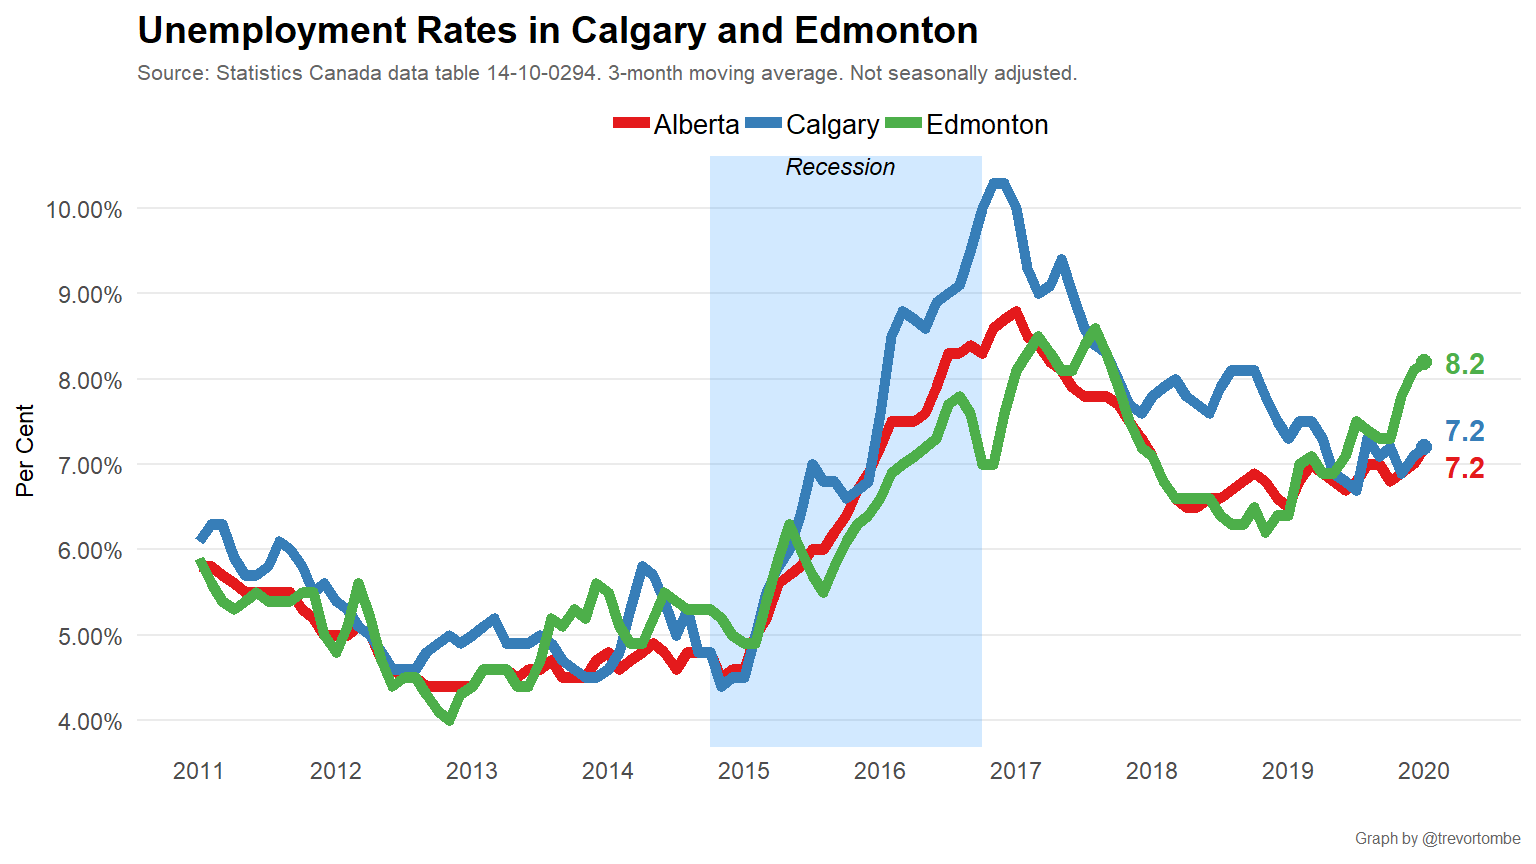 Unemployment Rates in Calgary and Edmonton
Source: Statistics Canada data table 14-10-0294. 3-month moving average. Not seasonally adjusted.
Alberta Calgary Edmonton
Recession
10.00%
9.00%
8.00%
7.00%
6.00%
5.00%
4.00%
Per Cent
8.2
7.2
7.2
2011 2012 2013 2014 2015 2016 2017 2018 2019 2020
Graph by @trevortombe